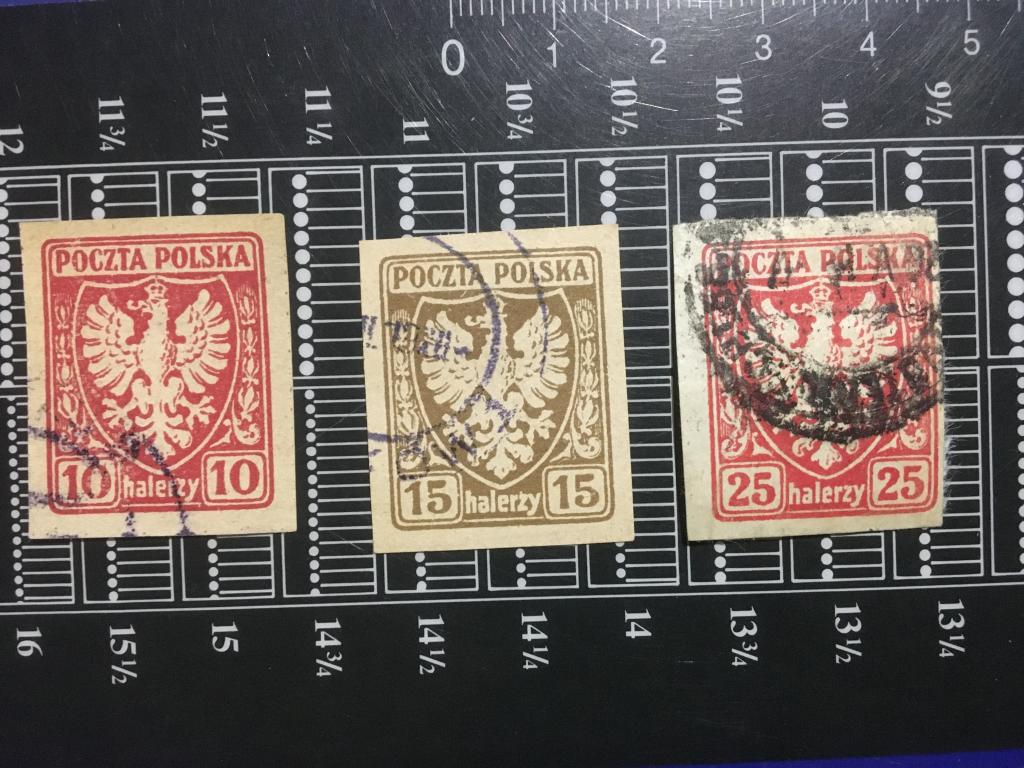 0 1 2 3 4 5
12 11¾ 11½ 11¼ 11 10¾ 10½ 10¼ 10 9½
POCZTA POLSKA
10 halerzy 10
POCZTA POLSKA
15 halerzy 15
POCZTA POLSKA
25 halerzy 25
16 15½ 15 14¾ 14½ 14¼ 14 13¾ 13½ 13¼